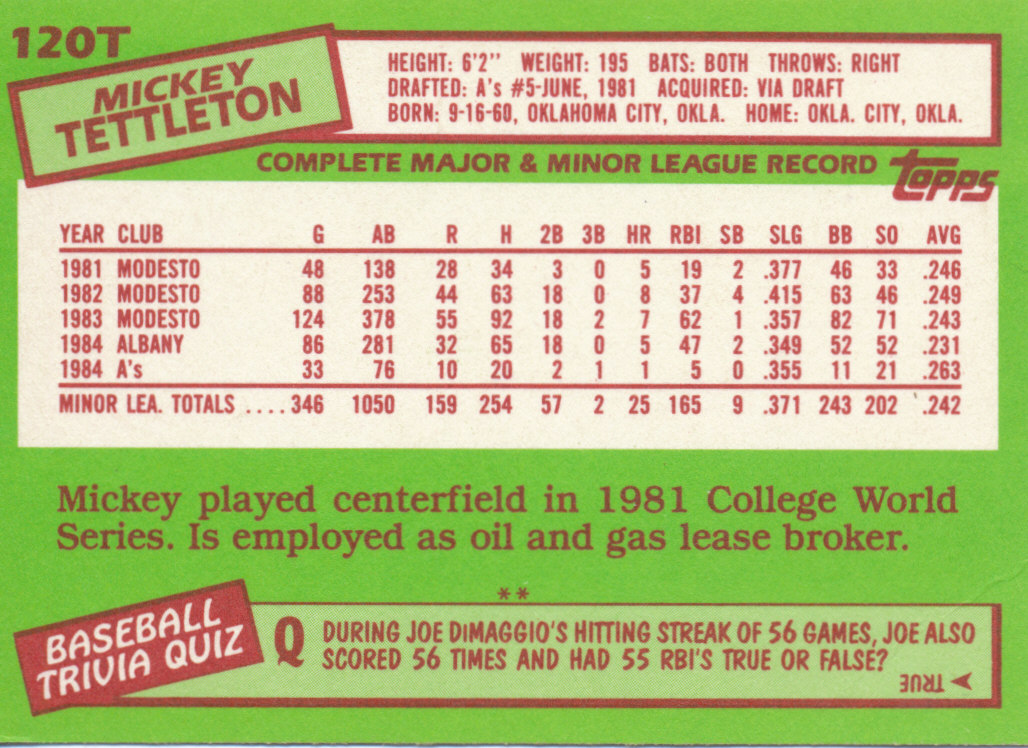 120T
MICKEY
TETTLETON
HEIGHT: 6'2'' WEIGHT: 195 BATS: BOTH THROWS: RIGHT
DRAFTED: A's #5-JUNE, 1981 ACQUIRED: VIA DRAFT
BORN: 9-16-60, OKLAHOMA CITY, OKLA. HOME: OKLA. CITY, OKLA.
COMPLETE MAJOR & MINOR LEAGUE RECORD
TOPPS
YEAR CLUB G AB R H 2B 3B HR RBI SB SLG BB SO AVG
1981 MODESTO 48 138 28 34 3 0 5 19 2 .377 46 33 .246
1982 MODESTO 88 253 44 63 18 0 8 37 4 .415 63 46 .249
1983 MODESTO 124 378 55 92 18 2 7 62 1 .357 82 71 .243
1984 ALBANY 86 281 32 65 18 0 5 47 2 .349 52 52 .231
1984 A's 33 76 10 20 2 1 1 5 0 .355 11 21 .263
MINOR LEA. TOTALS .... 346 1050 159 254 57 2 25 165 9 .371 243 202 .242
Mickey played centerfield in 1981 College World
Series. Is employed as oil and gas lease broker.
**
BASEBALL
TRIVIA QUIZ
Q DURING JOE DiMAGGIO'S HITTING STREAK OF 56 GAMES, JOE ALSO
SCORED 56 TIMES AND HAD 55 RBI'S TRUE OR FALSE?
TRUE